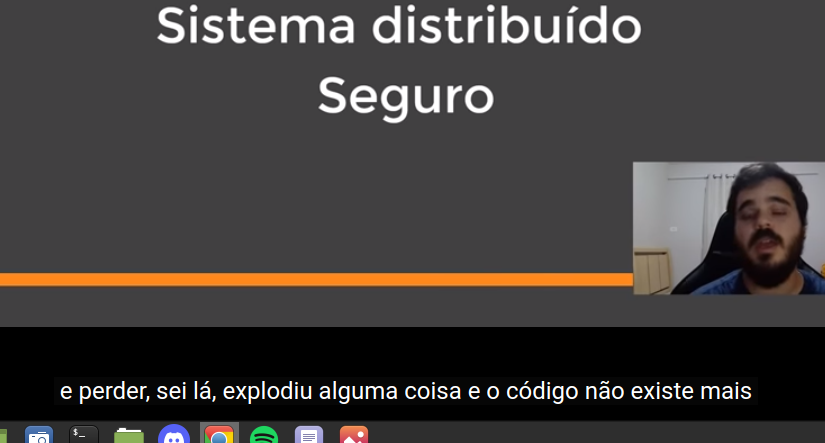 Sistema distribuído
Seguro
e perder, sei lá, explodiu alguma coisa e o código não existe mais
$_